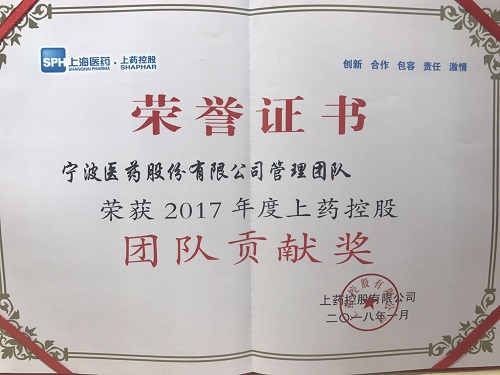 SPH 上海医药·上药控股
SHANGHAI PHARMA SHAPHAR
创新 合作 包容 责任 激情
荣誉证书
宁波医药股份有限公司管理团队
荣获 2017 年度上药控股
团队贡献奖
上药控股有限公司
二〇一八年一月